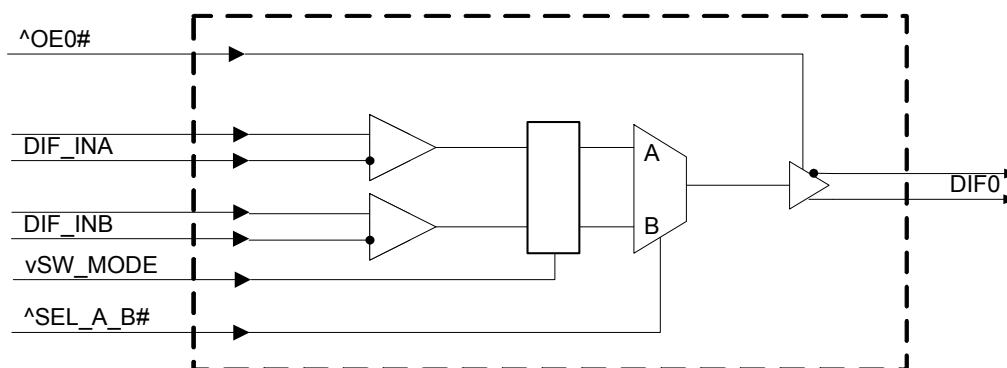 ^OE0#
DIF_INA
A
DIF0
B
DIF_INB
vSW_MODE
^SEL_A_B#